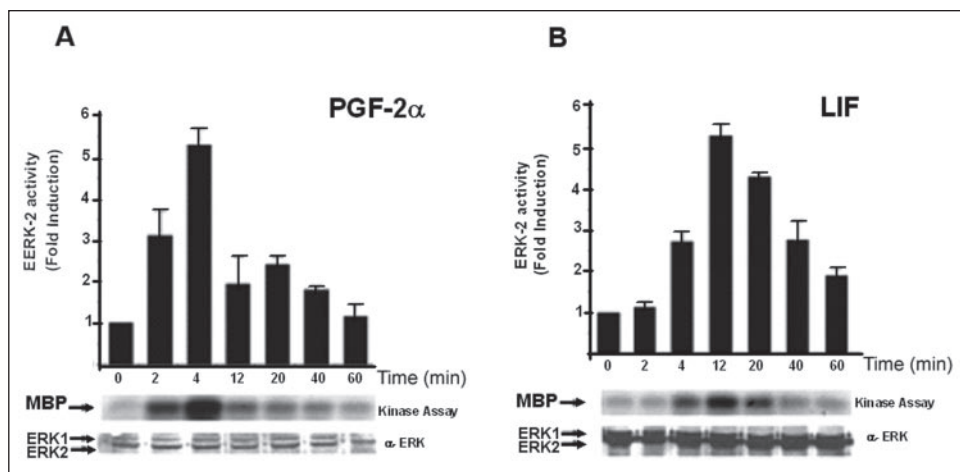 A
PGF-2α
EERK-2 activity
(Fold Induction)
6
5
3
2
1
0 2 4 12 20 40 60 Time (min)
MBP
Kinase Assay
ERK1
ERK2
α- ERK
B
LIF
ERK-2 activity
(Fold Induction)
6
5
3
2
1
0 2 4 12 20 40 60 Time (min)
MBP
Kinase Assay
ERK1
ERK2
α- ERK